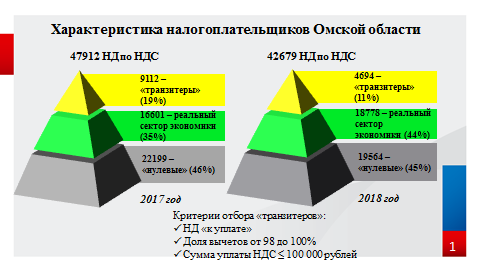 Характеристика налогоплательщиков Омской области
47912 НД по НДС
9112 –
«транзитеры»
(19%)
16601 – реальный
сектор экономики
(35%)
22199 –
«нулевые» (46%)
2017 год
42679 НД по НДС
4694 –
«транзитеры»
(11%)
18778 – реальный
сектор
экономики (44%)
19564 –
«нулевые» (45%)
2018 год
Критерии отбора «транзитеров»:
✓ НД «к уплате»
✓ Доля вычетов от 98 до 100%
✓ Сумма уплаты НДС ≤ 100 000 рублей
1